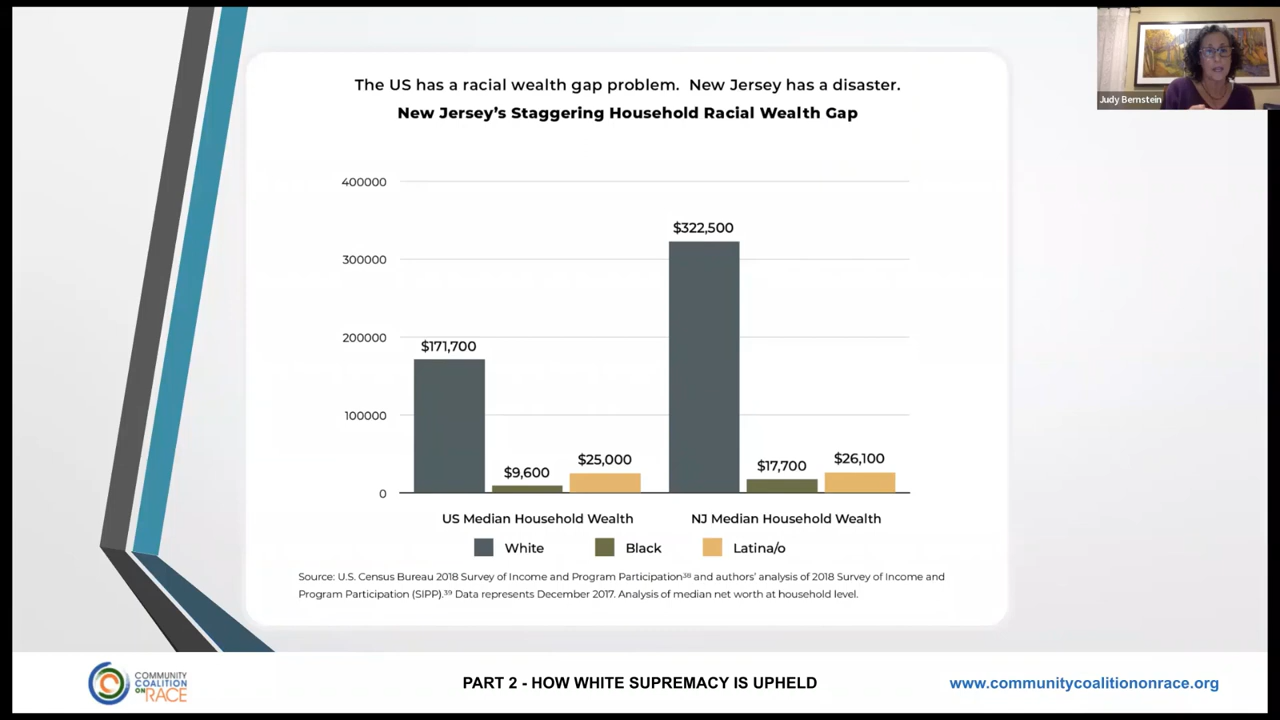 The US has a racial wealth gap problem. New Jersey has a disaster.
New Jersey's Staggering Household Racial Wealth Gap
Judy Bernstein
400000
300000
200000
100000
0
$171,700
$9,600
$25,000
$322,500
$17,700
$26,100
US Median Household Wealth
NJ Median Household Wealth
White
Black
Latina/o
Source: U.S. Census Bureau 2018 Survey of Income and Program Participation³⁸ and authors' analysis of 2018 Survey of Income and
Program Participation (SIPP).³⁹ Data represents December 2017. Analysis of median net worth at household level.
COMMUNITY
COALITION
ON RACE
PART 2 - HOW WHITE SUPREMACY IS UPHELD
www.communitycoalitiononrace.org